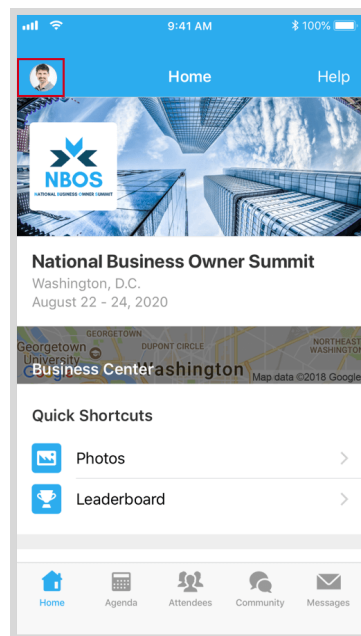 9:41 AM
100%
Home
Help
NBOS
NATIONAL BUSINESS OWNER SUMMIT
National Business Owner Summit
Washington, D.C.
August 22 - 24, 2020
GEORGETOWN
DUPONT CIRCLE
NORTHEAST
WASHINGTON
Georgetown
University
Washington
Google
Business Center
Map data ©2018 Google
Quick Shortcuts
Photos
Leaderboard
Home
Agenda
Attendees
Community
Messages